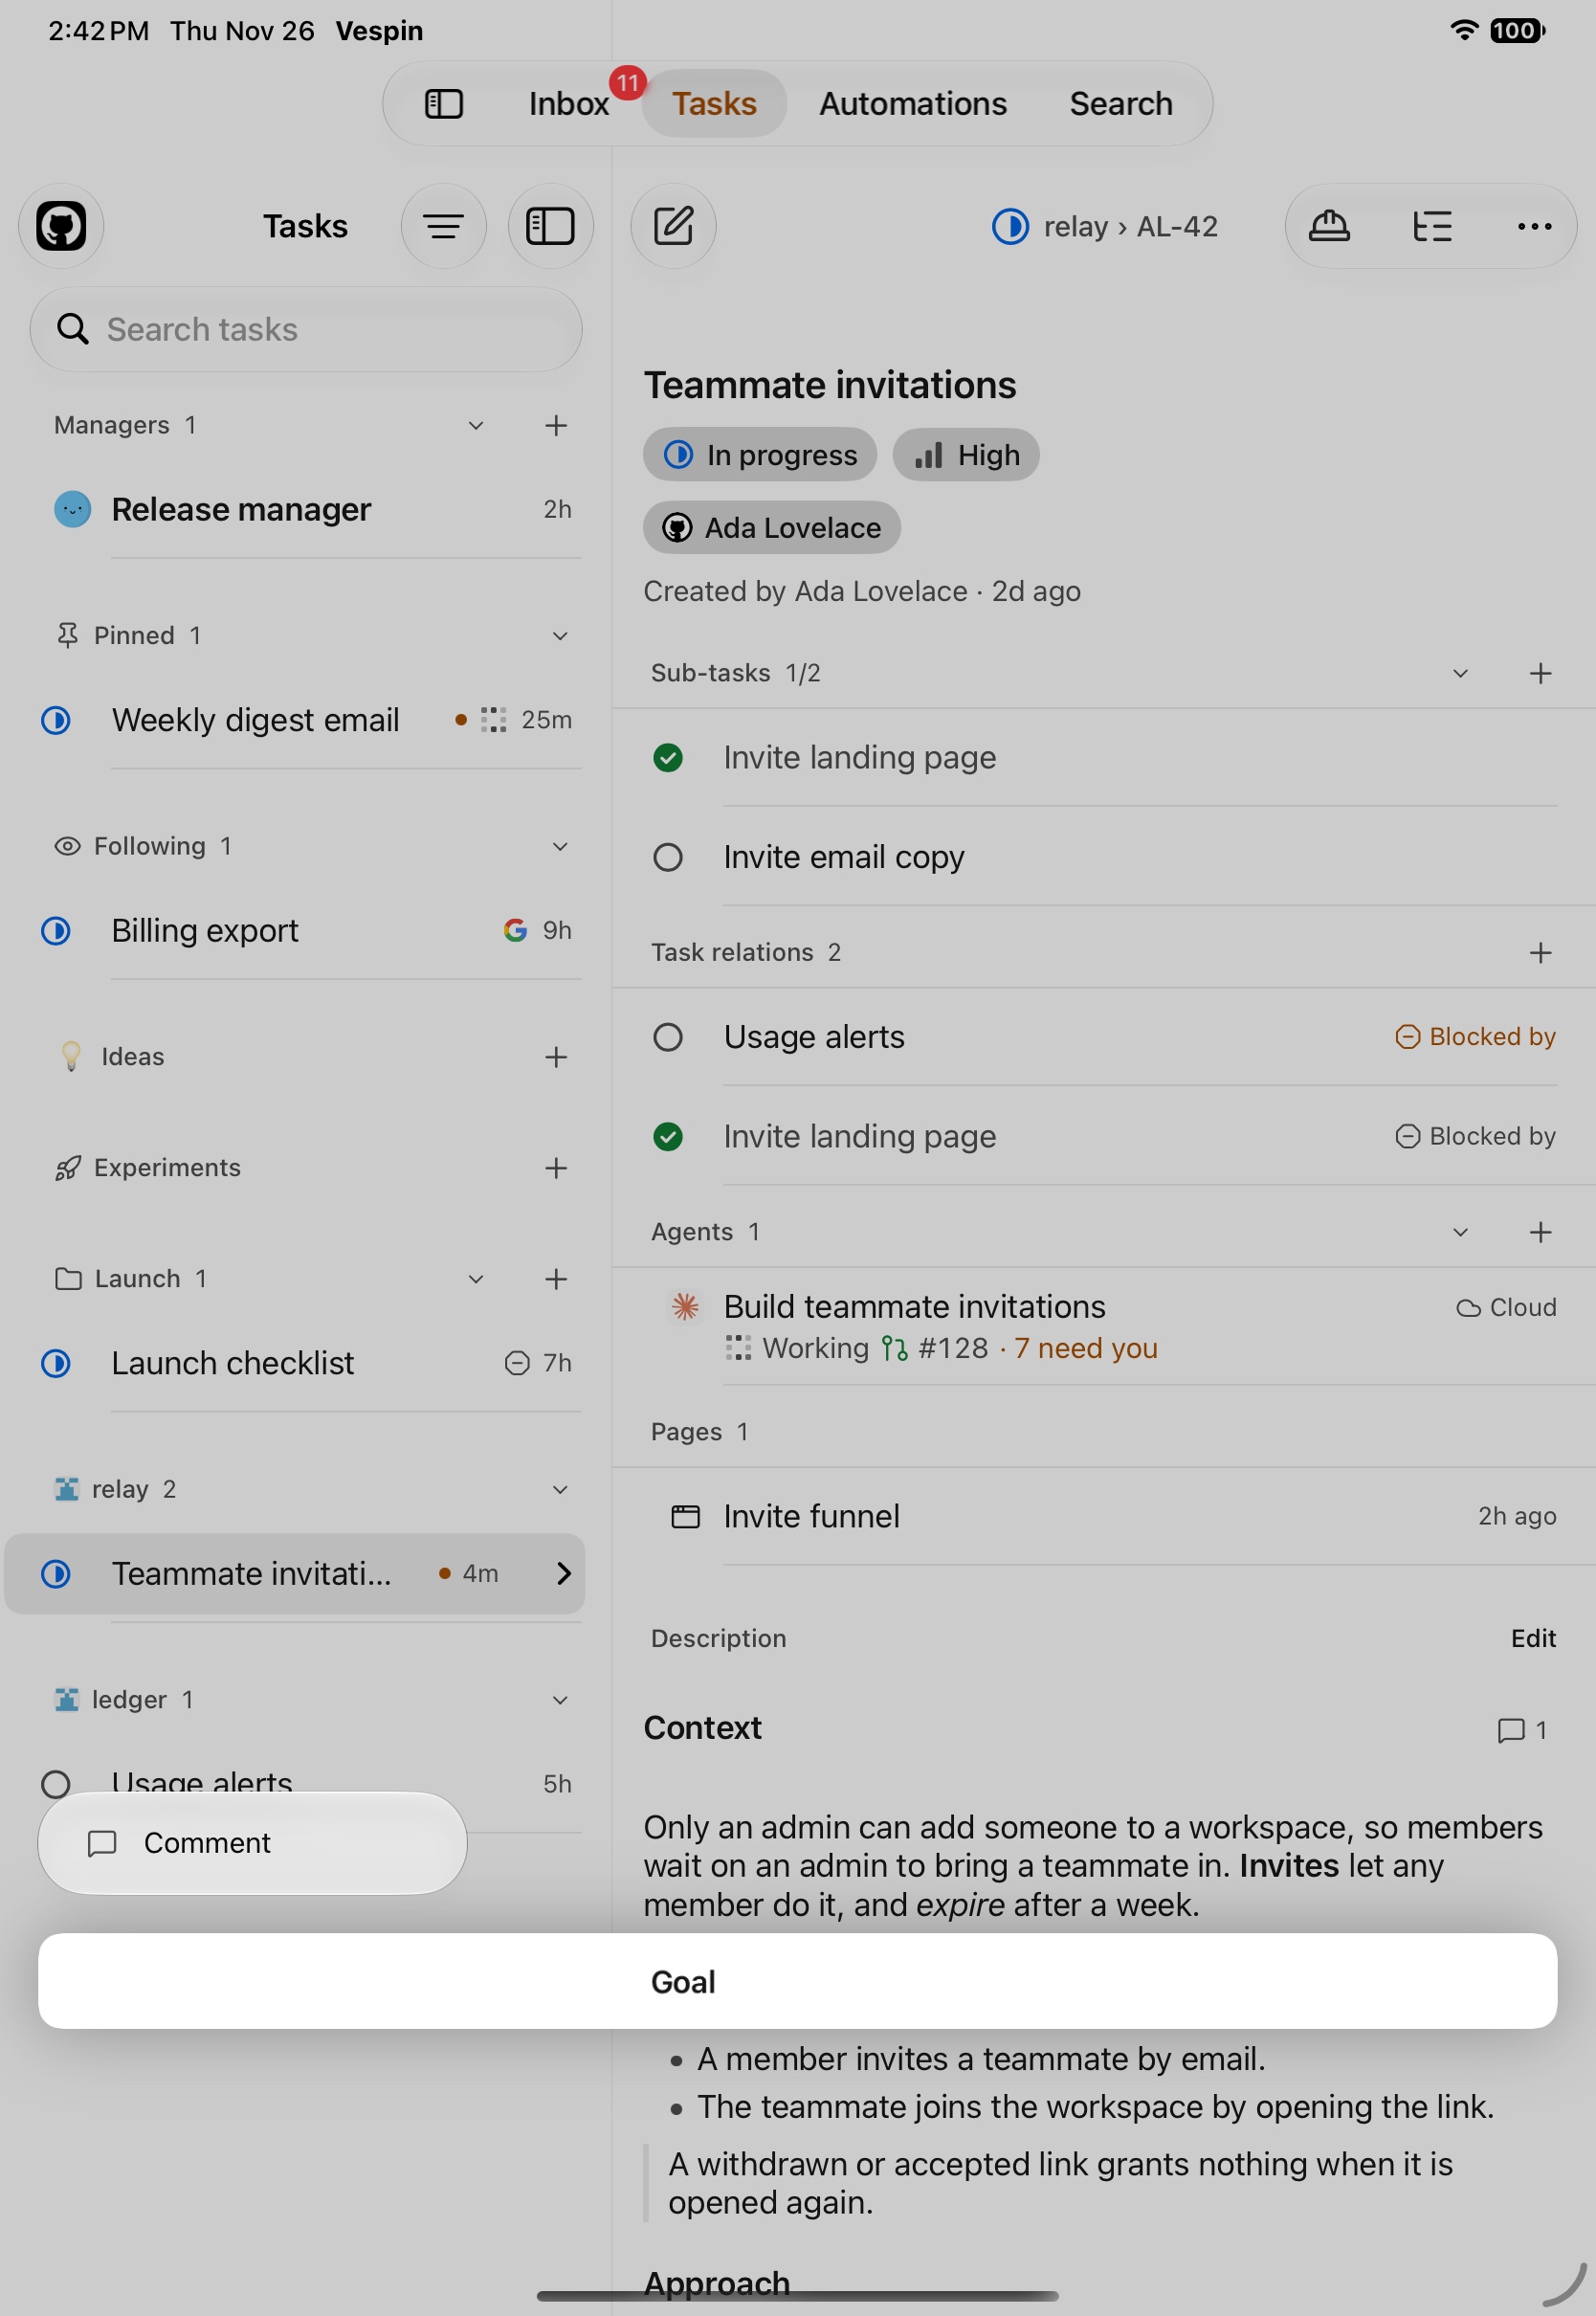 2:42 PM Thu Nov 26 Vespin
100
Inbox 11 Tasks Automations Search
Tasks
relay › AL-42
Search tasks
Managers 1
Release manager 2h
Pinned 1
Weekly digest email 25m
Following 1
Billing export 9h
Ideas
Experiments
Launch 1
Launch checklist 7h
relay 2
Teammate invitati... 4m
ledger 1
Usage alerts 5h
Comment
Teammate invitations
In progress High
Ada Lovelace
Created by Ada Lovelace · 2d ago
Sub-tasks 1/2
Invite landing page
Invite email copy
Task relations 2
Usage alerts Blocked by
Invite landing page Blocked by
Agents 1
Build teammate invitations Cloud
Working #128 · 7 need you
Pages 1
Invite funnel 2h ago
Description Edit
Context 1
Only an admin can add someone to a workspace, so members
wait on an admin to bring a teammate in. Invites let any
member do it, and expire after a week.
Goal
• A member invites a teammate by email.
• The teammate joins the workspace by opening the link.
A withdrawn or accepted link grants nothing when it is
opened again.
Approach